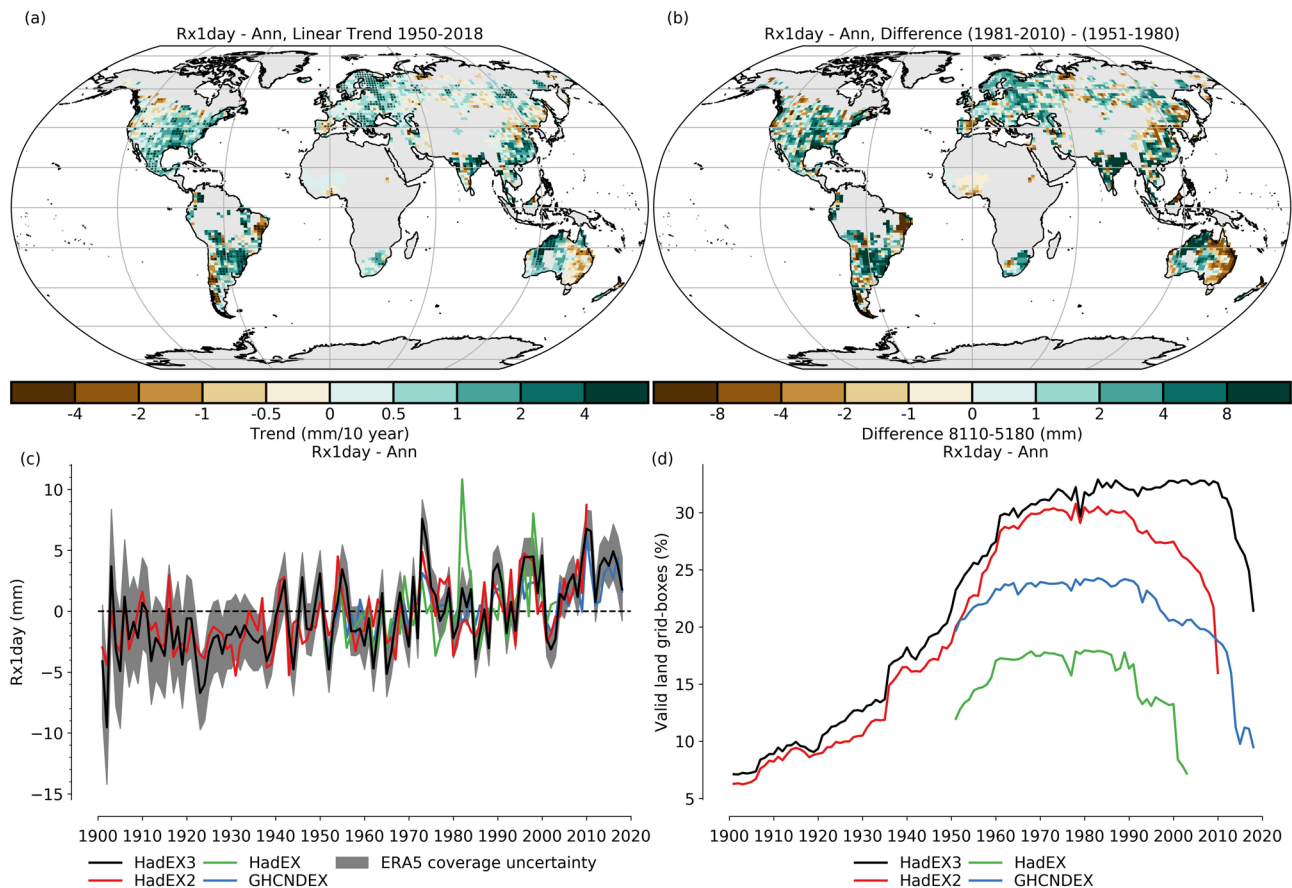 (a)
Rx1day - Ann, Linear Trend 1950-2018
(b)
Rx1day - Ann, Difference (1981-2010) - (1951-1980)
-4 -2 -1 -0.5 0 0.5 1 2 4
Trend (mm/10 year)
-8 -4 -2 -1 0 1 2 4 8
Difference 8110-5180 (mm)
(c)
Rx1day - Ann
10
5
0
−5
−10
−15
Rx1day (mm)
1900 1910 1920 1930 1940 1950 1960 1970 1980 1990 2000 2010 2020
HadEX3
HadEX2
HadEX
GHCNDEX
ERA5 coverage uncertainty
(d)
Rx1day - Ann
30
25
20
15
10
5
Valid land grid-boxes (%)
1900 1910 1920 1930 1940 1950 1960 1970 1980 1990 2000 2010 2020
HadEX3
HadEX2
HadEX
GHCNDEX